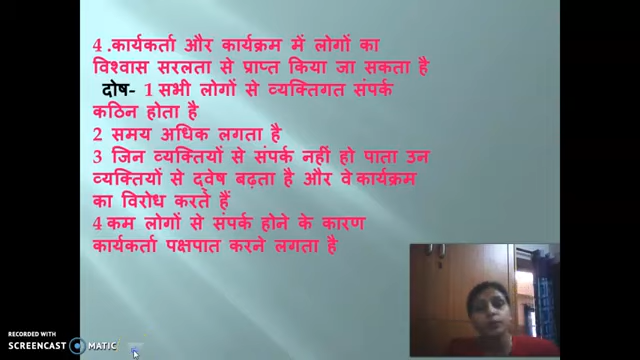 4 .कार्यकर्ता और कार्यक्रम में लोगों का
विश्वास सरलता से प्राप्त किया जा सकता है
दोष- 1 सभी लोगों से व्यक्तिगत संपर्क
कठिन होता है
2 समय अधिक लगता है
3 जिन व्यक्तियों से संपर्क नहीं हो पाता उन
व्यक्तियों से द्वेष बढ़ता है और वे कार्यक्रम
का विरोध करते हैं
4 कम लोगों से संपर्क होने के कारण
कार्यकर्ता पक्षपात करने लगता है
RECORDED WITH
SCREENCAST MATIC